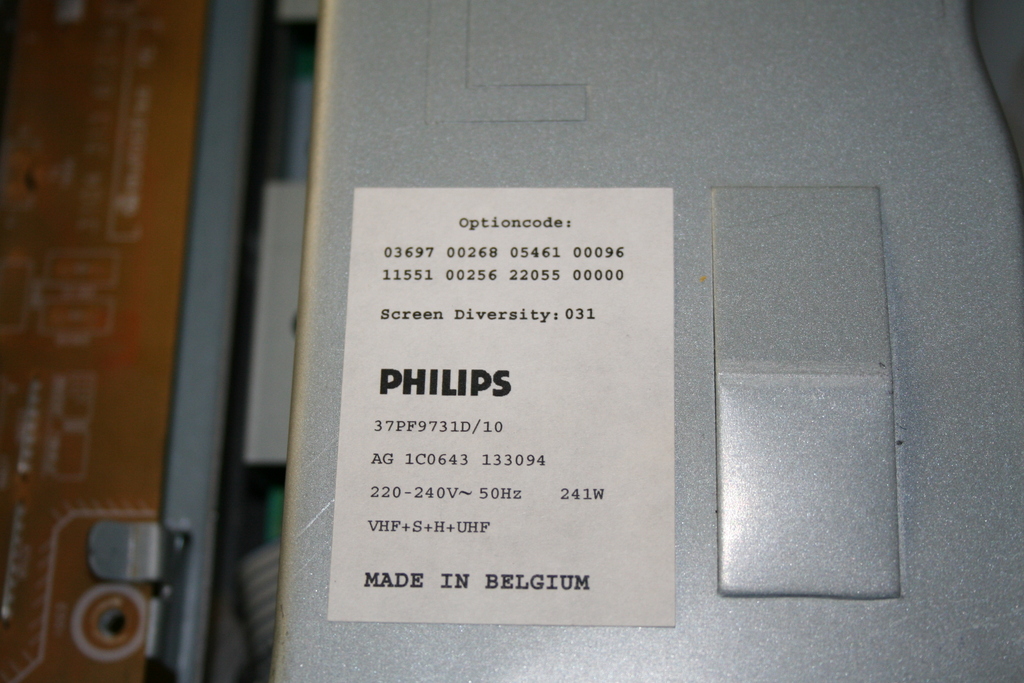 Optioncode:
03697 00268 05461 00096
11551 00256 22055 00000
Screen Diversity: 031
PHILIPS
37PF9731D/10
AG 1C0643 133094
220-240V~ 50Hz 241W
VHF+S+H+UHF
MADE IN BELGIUM